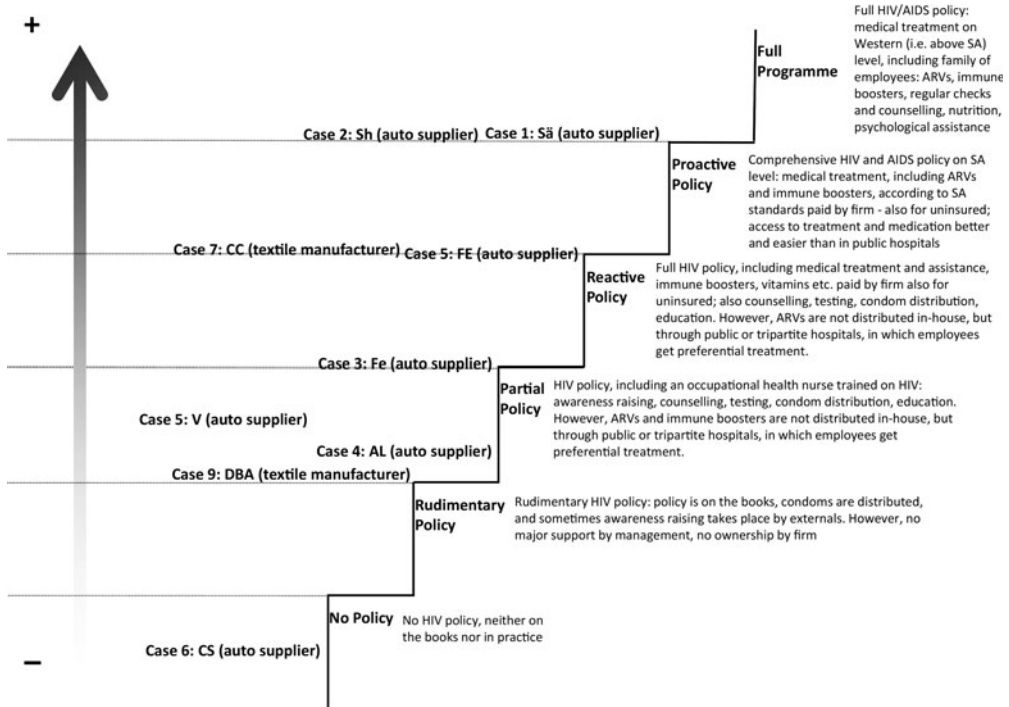 +
Full HIV/AIDS policy:
medical treatment on
Western (i.e. above SA)
level, including family of
employees: ARVs, immune
boosters, regular checks
and counselling, nutrition,
psychological assistance
Full
Programme
Case 2: Sh (auto supplier) Case 1: Sä (auto supplier)
Proactive
Policy
Comprehensive HIV and AIDS policy on SA
level: medical treatment, including ARVs
and immune boosters, according to SA
standards paid by firm - also for uninsured;
access to treatment and medication better
and easier than in public hospitals
Case 7: CC (textile manufacturer) Case 5: FE (auto supplier)
Reactive
Policy
Full HIV policy, including medical treatment and assistance,
immune boosters, vitamins etc. paid by firm also for
uninsured; also counselling, testing, condom distribution,
education. However, ARVs are not distributed in-house, but
through public or tripartite hospitals, in which employees
get preferential treatment.
Case 3: Fe (auto supplier)
Partial
Policy
HIV policy, including an occupational health nurse trained on HIV:
awareness raising, counselling, testing, condom distribution, education.
However, ARVs and immune boosters are not distributed in-house, but
through public or tripartite hospitals, in which employees get
preferential treatment.
Case 5: V (auto supplier)
Case 4: AL (auto supplier)
Case 9: DBA (textile manufacturer)
Rudimentary
Policy
Rudimentary HIV policy: policy is on the books, condoms are distributed,
and sometimes awareness raising takes place by externals. However, no
major support by management, no ownership by firm
No Policy
No HIV policy, neither on
the books nor in practice
Case 6: CS (auto supplier)
–